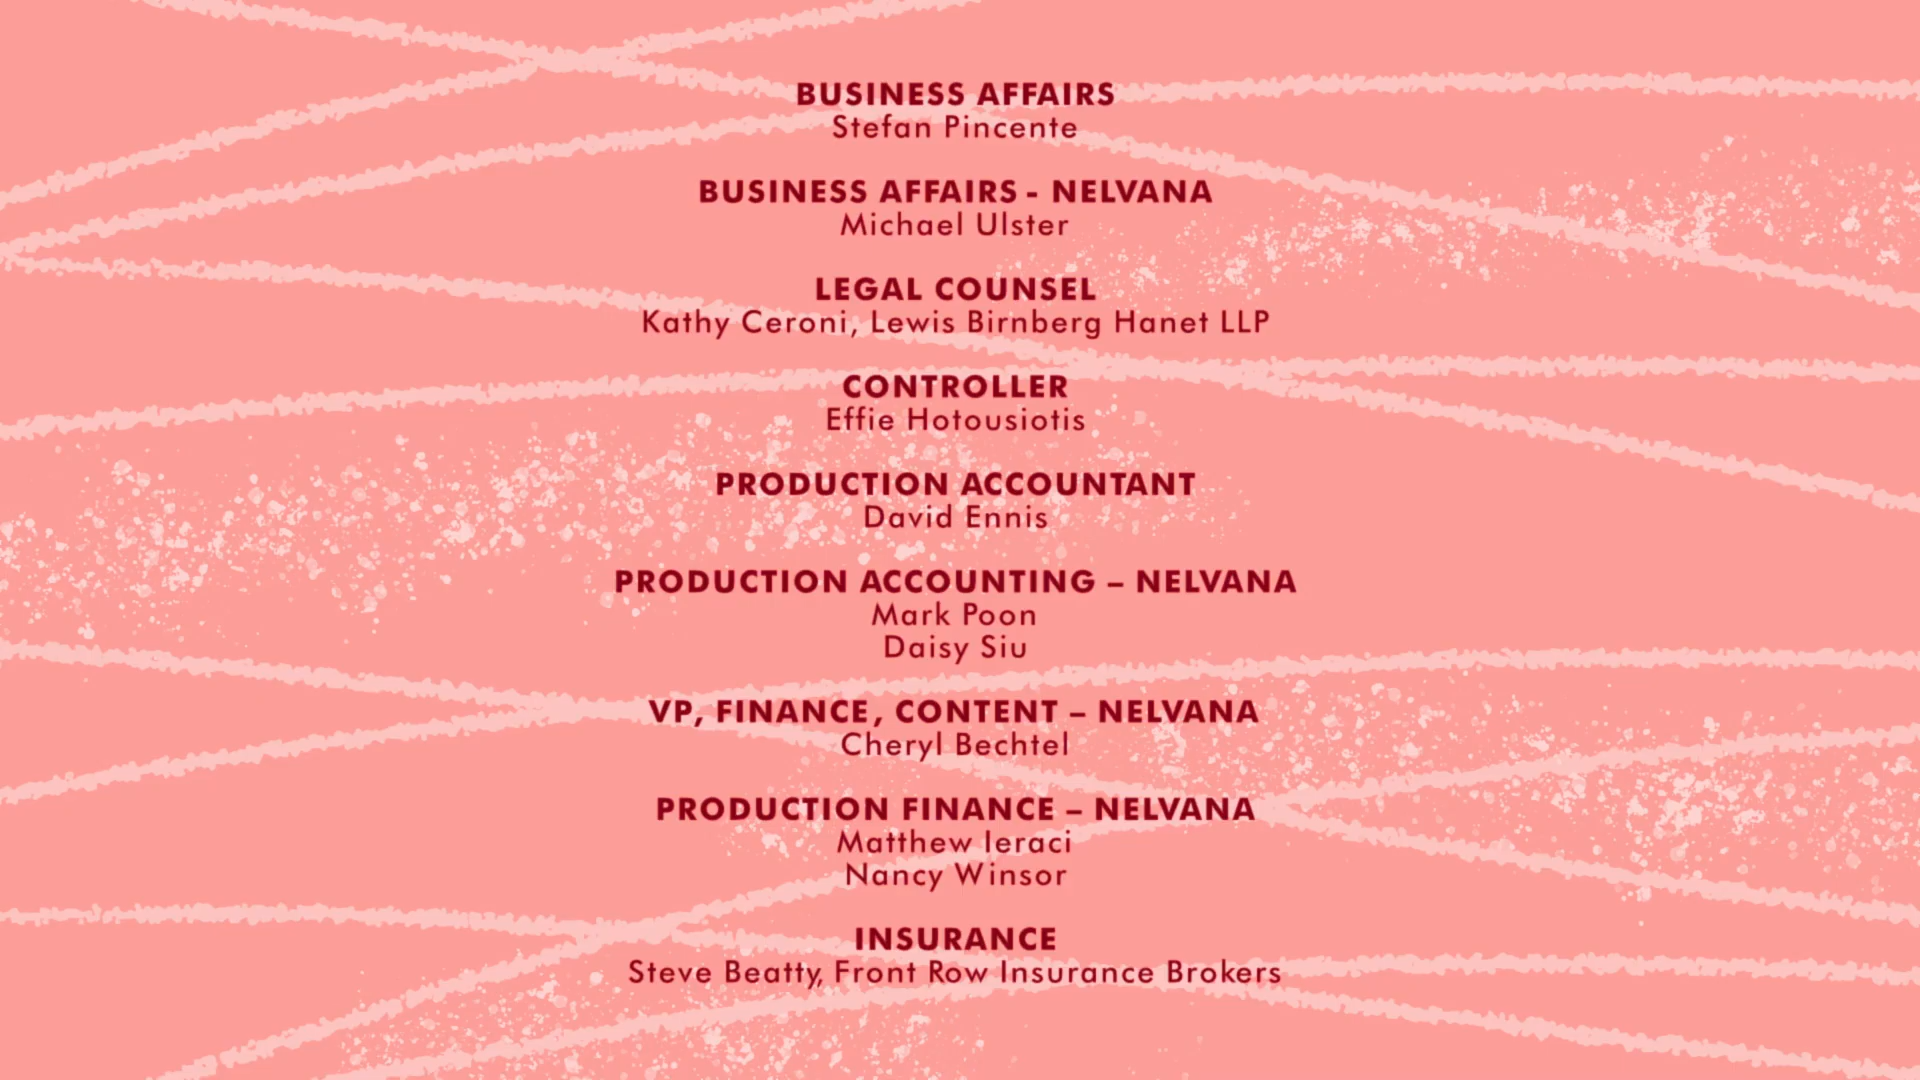 BUSINESS AFFAIRS
Stefan Pincente
BUSINESS AFFAIRS - NELVANA
Michael Ulster
LEGAL COUNSEL
Kathy Ceroni, Lewis Birnberg Hanet LLP
CONTROLLER
Effie Hotousiotis
PRODUCTION ACCOUNTANT
David Ennis
PRODUCTION ACCOUNTING – NELVANA
Mark Poon
Daisy Siu
VP, FINANCE, CONTENT – NELVANA
Cheryl Bechtel
PRODUCTION FINANCE – NELVANA
Matthew Ieraci
Nancy Winsor
INSURANCE
Steve Beatty, Front Row Insurance Brokers